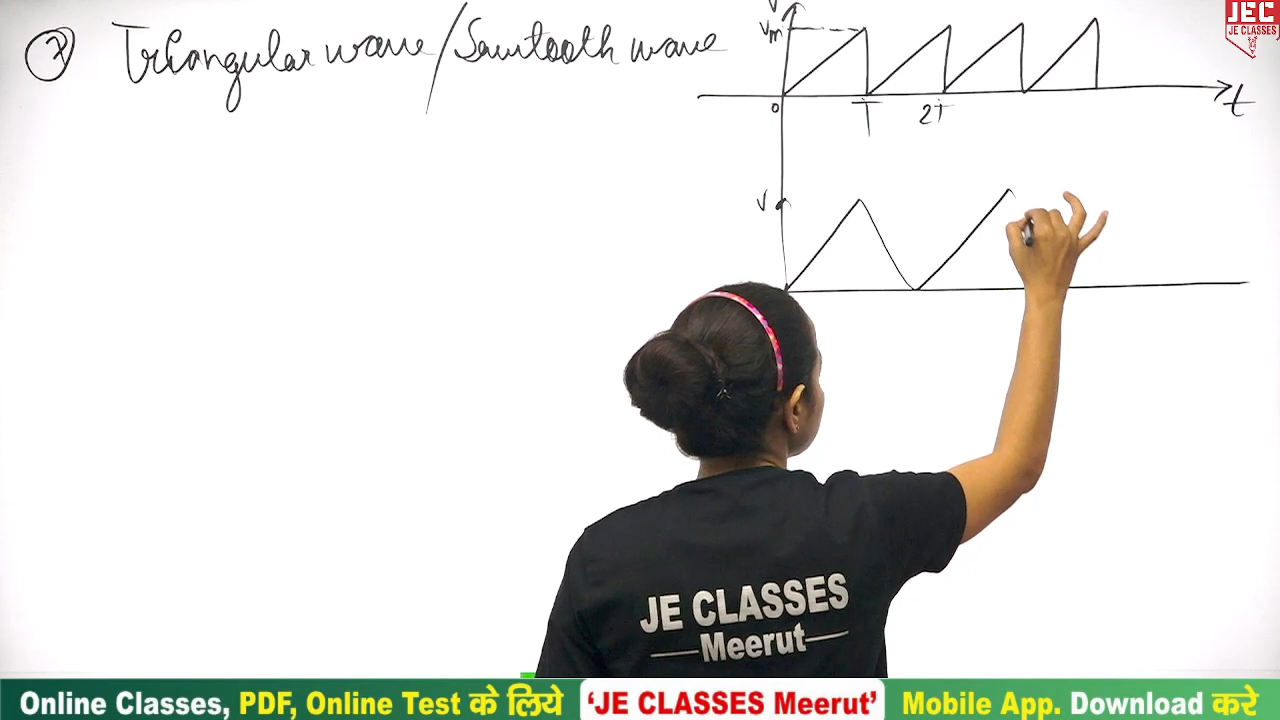 7 Triangular wave/Sawtooth wave
V
Vm
0 T 2T t
V
JEC
JE CLASSES
JE CLASSES
Meerut
Online Classes, PDF, Online Test के लिये 'JE CLASSES Meerut' Mobile App. Download करे